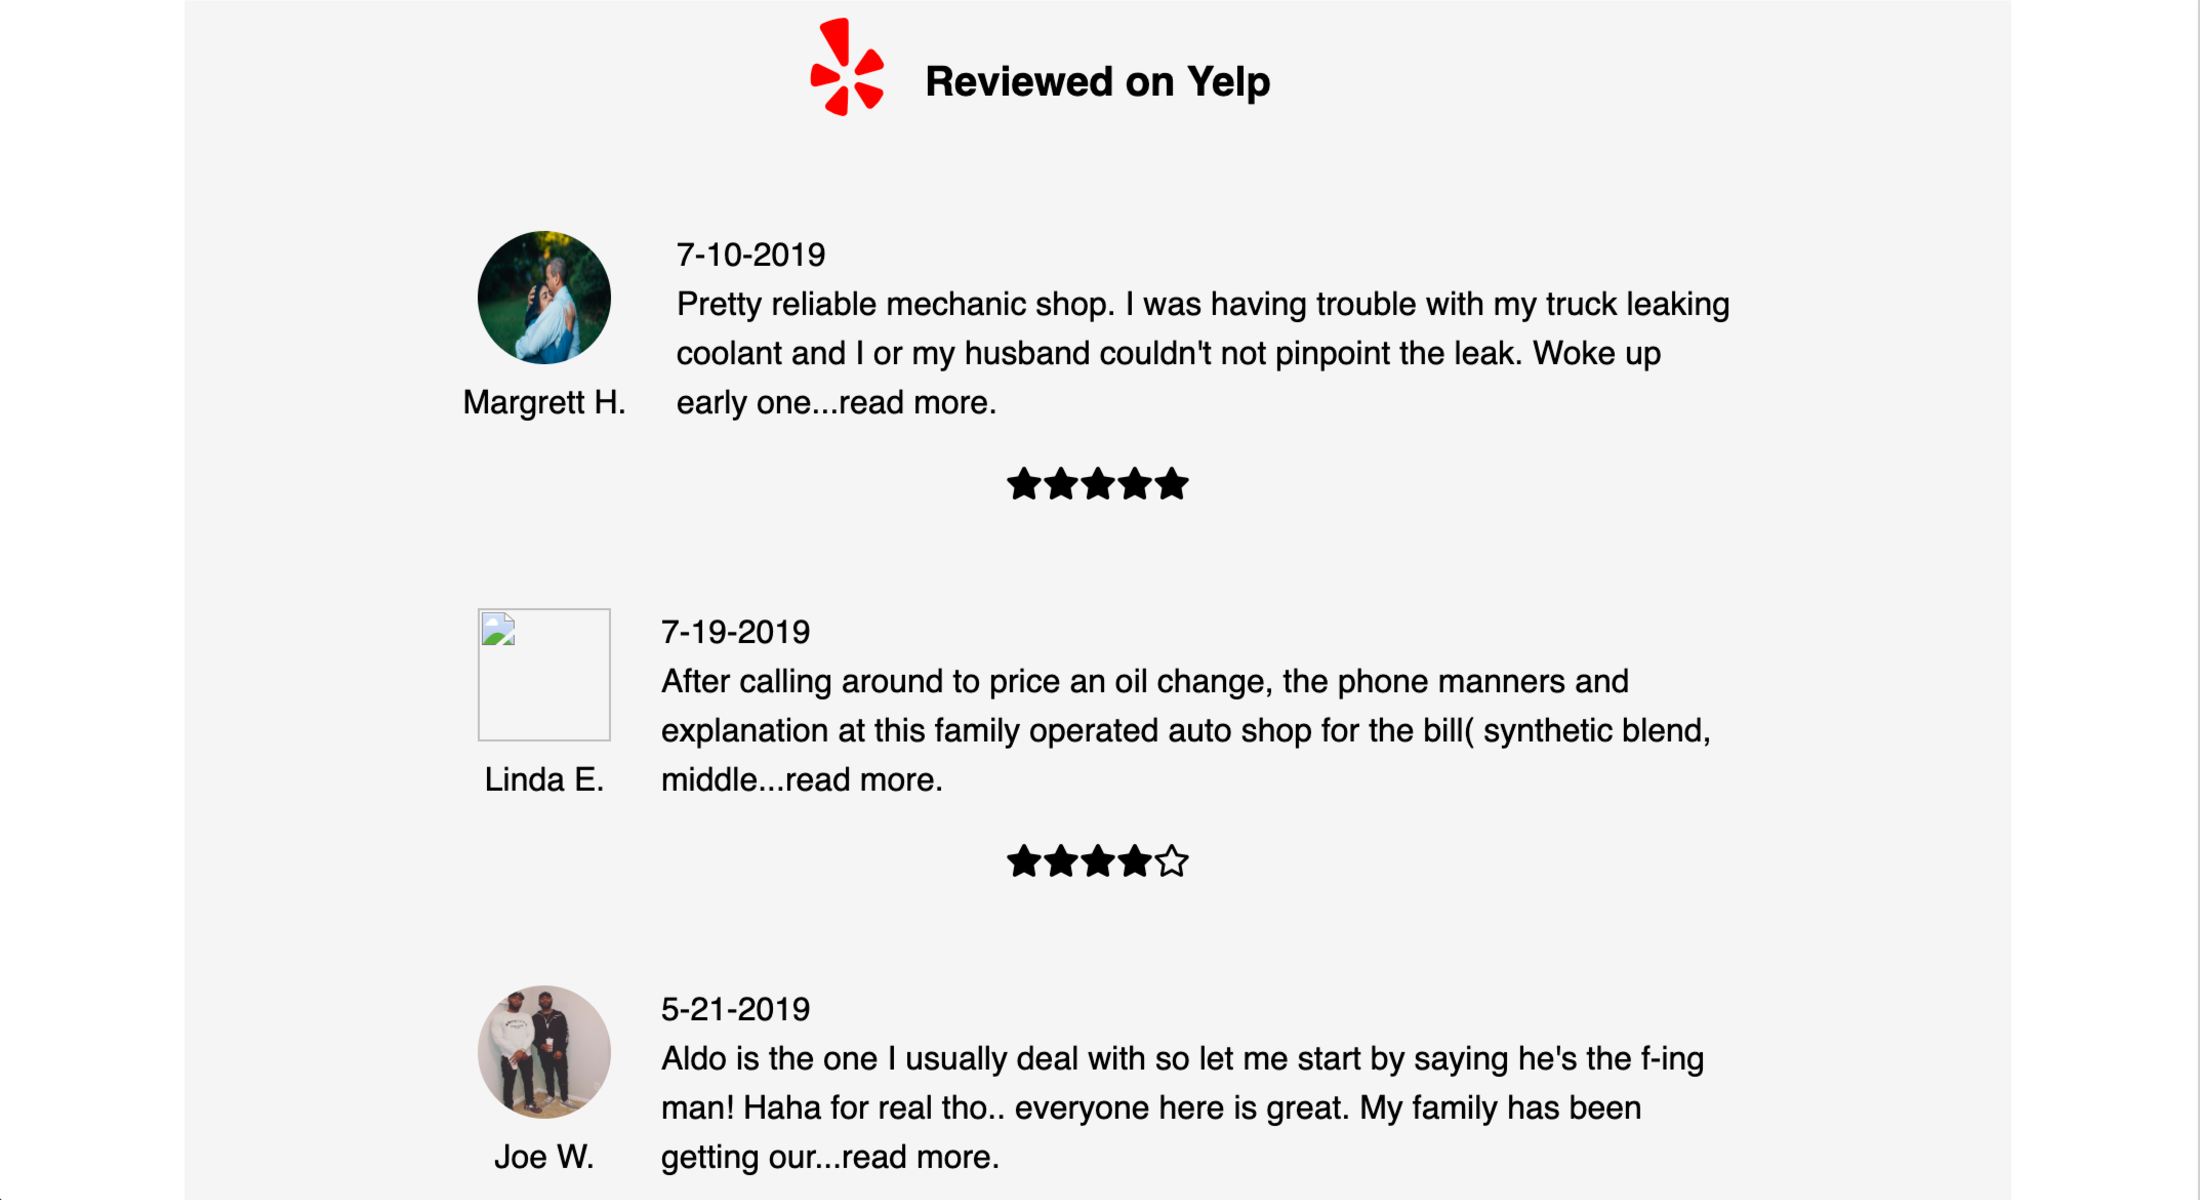 Reviewed on Yelp
7-10-2019
Pretty reliable mechanic shop. I was having trouble with my truck leaking
coolant and I or my husband couldn't not pinpoint the leak. Woke up
early one...read more.
Margrett H.
7-19-2019
After calling around to price an oil change, the phone manners and
explanation at this family operated auto shop for the bill( synthetic blend,
middle...read more.
Linda E.
5-21-2019
Aldo is the one I usually deal with so let me start by saying he's the f-ing
man! Haha for real tho.. everyone here is great. My family has been
getting our...read more.
Joe W.